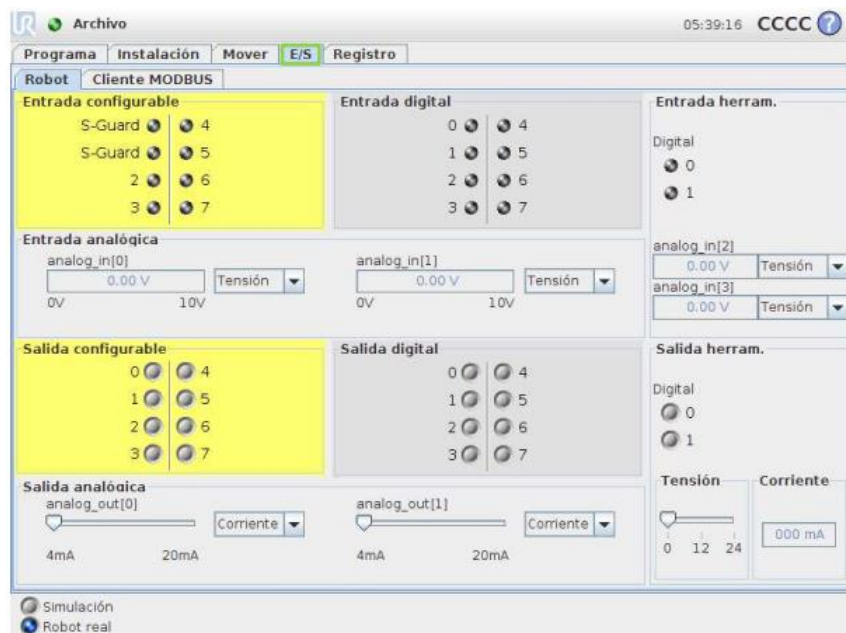 UR Archivo 05:39:16 CCCC ?
Programa Instalación Mover E/S Registro
Robot Cliente MODBUS
Entrada configurable
S-Guard 4
S-Guard 5
2 6
3 7
Entrada digital
0 4
1 5
2 6
3 7
Entrada herram.
Digital
0
1
Entrada analógica
analog_in[0]
0.00 V Tensión
0V 10V
analog_in[1]
0.00 V Tensión
0V 10V
analog_in[2]
0.00 V Tensión
analog_in[3]
0.00 V Tensión
Salida configurable
0 4
1 5
2 6
3 7
Salida digital
0 4
1 5
2 6
3 7
Salida herram.
Digital
0
1
Salida analógica
analog_out[0]
Corriente
4mA 20mA
analog_out[1]
Corriente
4mA 20mA
Tensión
0 12 24
Corriente
000 mA
Simulación
Robot real